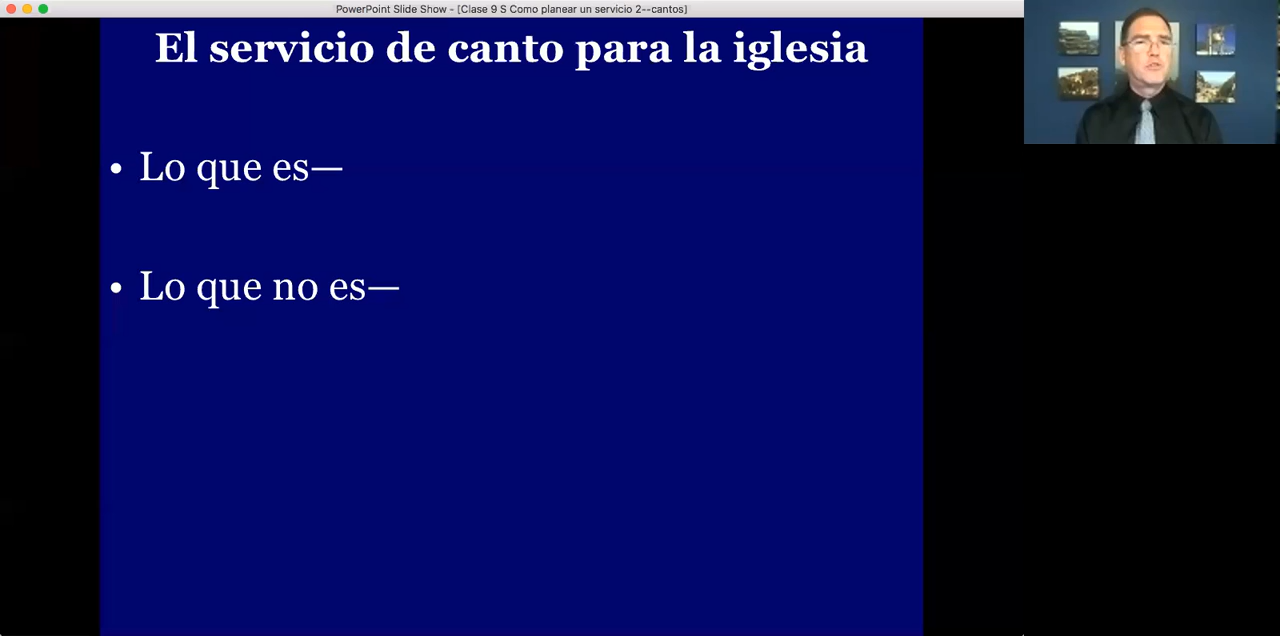 PowerPoint Slide Show - [Clase 9 S Como planear un servicio 2--cantos]
El servicio de canto para la iglesia
• Lo que es—
• Lo que no es—